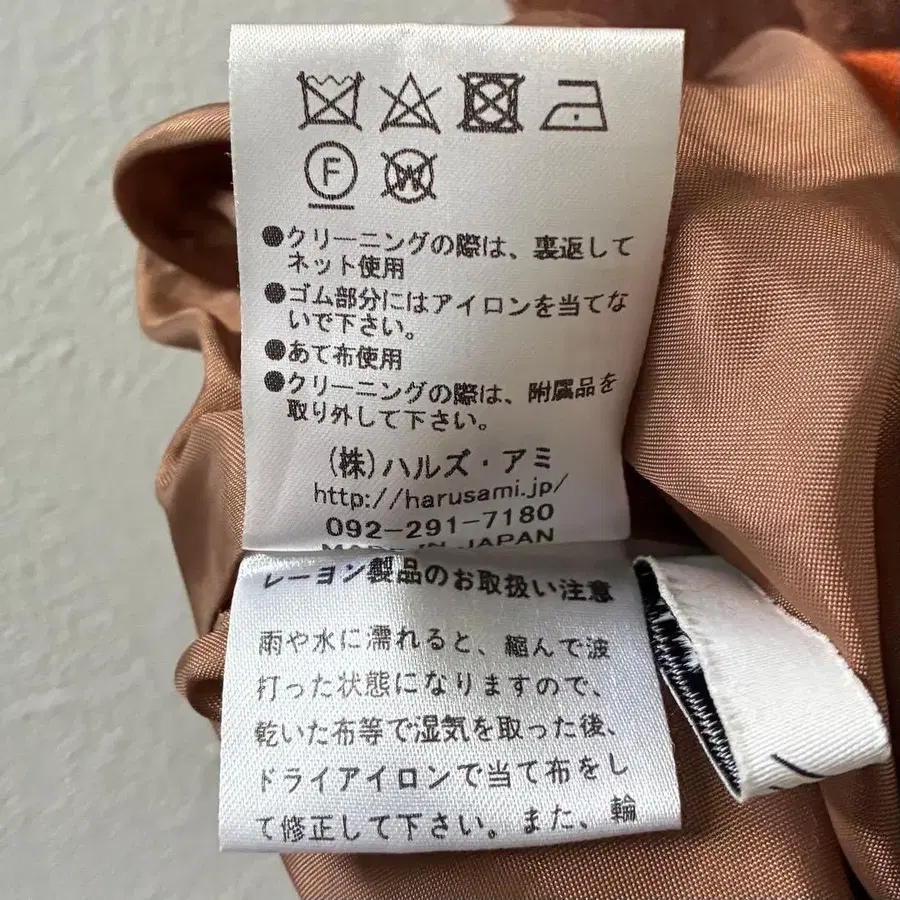 F
W
●クリーニングの際は、裏返して
ネット使用
●ゴム部分にはアイロンを当てな
いで下さい。
●あて布使用
●クリーニングの際は、附属品を
取り外して下さい。
(株)ハルズ・アミ
http://harusami.jp/
092-291-7180
MADE IN JAPAN
レーヨン製品のお取扱い注意
雨や水に濡れると、縮んで波
打った状態になりますので、
乾いた布等で湿気を取った後、
ドライアイロンで当て布をし
て修正して下さい。また、輪